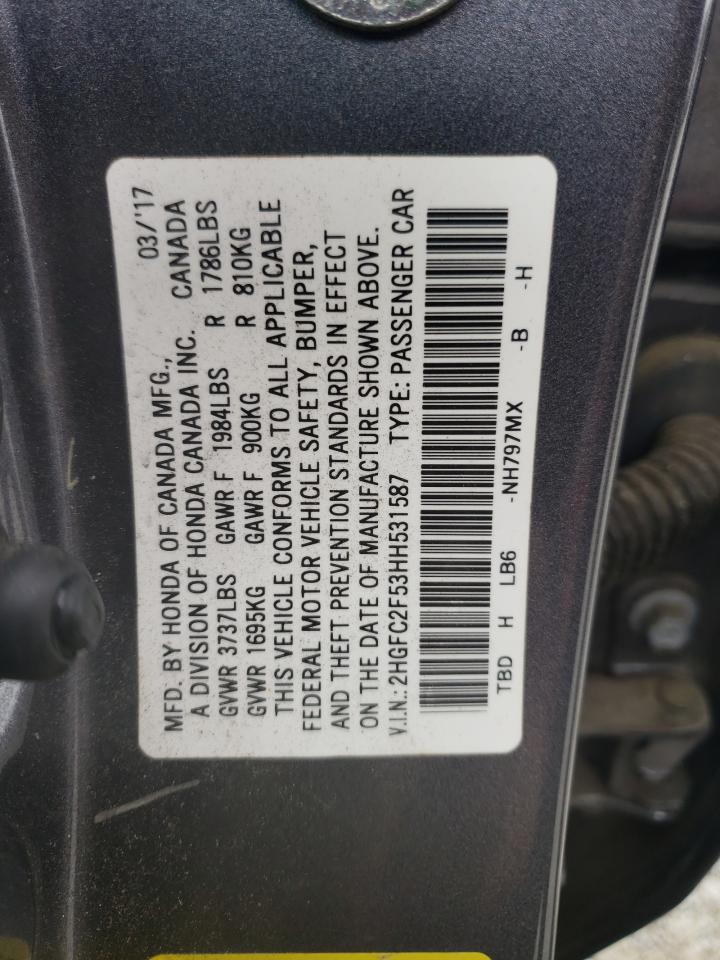 MFD. BY HONDA OF CANADA MFG., 03/'17
A DIVISION OF HONDA CANADA INC. CANADA
GVWR 3737LBS GAWR F 1984LBS R 1786LBS
GVWR 1695KG GAWR F 900KG R 810KG
THIS VEHICLE CONFORMS TO ALL APPLICABLE
FEDERAL MOTOR VEHICLE SAFETY, BUMPER,
AND THEFT PREVENTION STANDARDS IN EFFECT
ON THE DATE OF MANUFACTURE SHOWN ABOVE.
V.I.N.: 2HGFC2F53HH531587 TYPE: PASSENGER CAR
TBD H LB6 -NH797MX -B -H